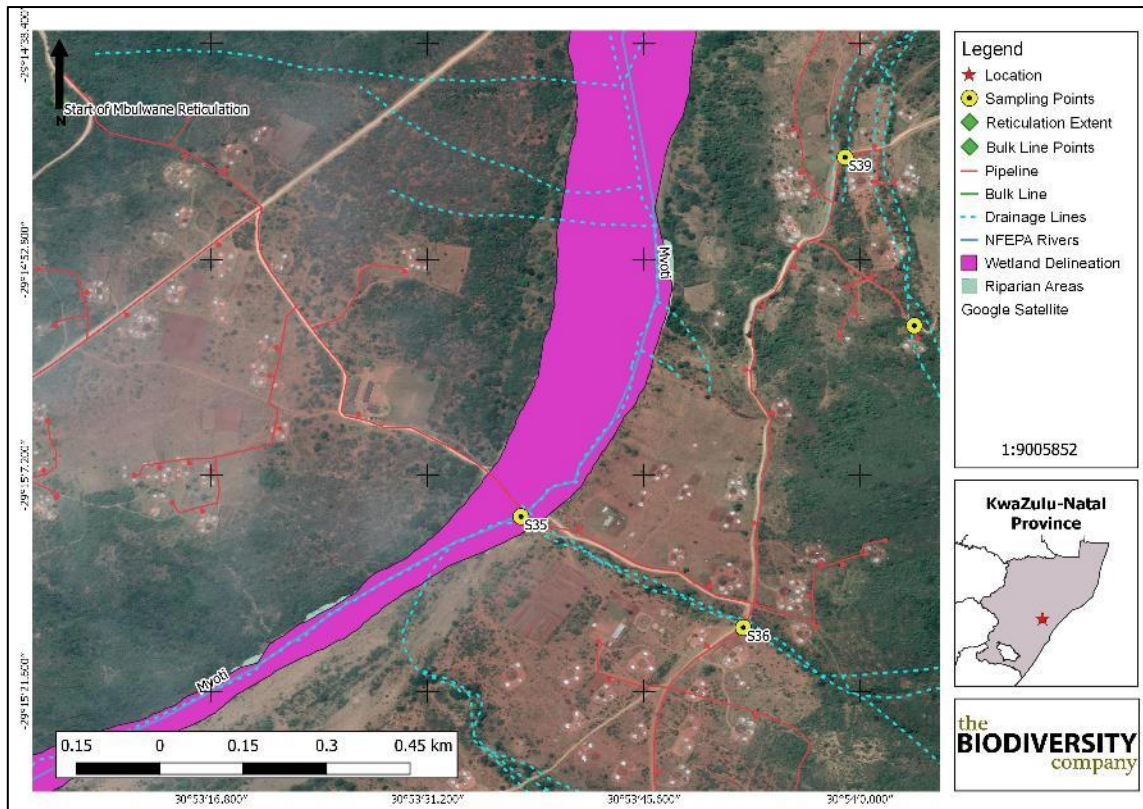 Legend
Location
Sampling Points
Reticulation Extent
Bulk Line Points
Pipeline
Bulk Line
Drainage Lines
NFEPA Rivers
Wetland Delineation
Riparian Areas
Google Satellite
1:9005852
KwaZulu-Natal
Province
the
BIODIVERSITY
company
N
Start of Mbulwane Reticulation
S39
Mvoti
S35
S36
Mvoti
0.15 0 0.15 0.3 0.45 km
-29°14'38.400"
-29°14'52.800"
-29°15'7.200"
-29°15'21.600"
30°53'16.800" 30°53'31.200" 30°53'45.600" 30°54'0.000"